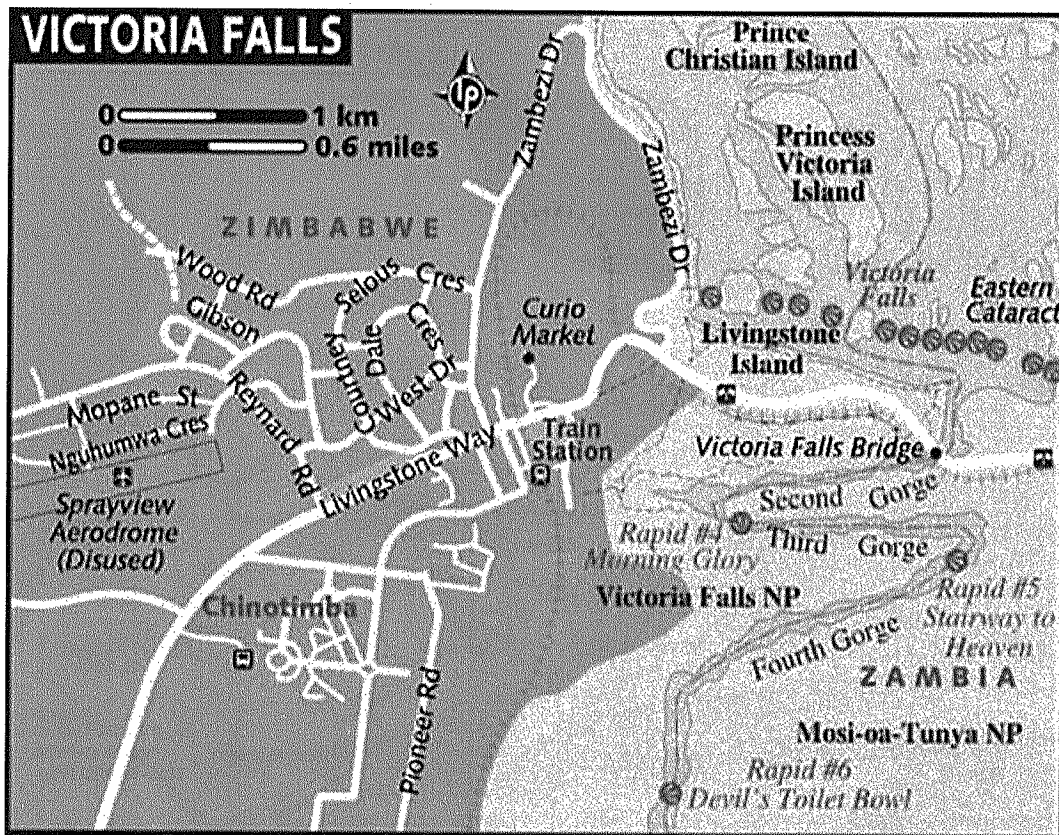 VICTORIA FALLS
0 1 km
0 0.6 miles
lp
Zambezi Dr
Zambezi Dr
Prince
Christian Island
Princess
Victoria
Island
ZIMBABWE
Wood Rd
Selous Cres
Gibson
Courtney
Dale Cres
West Dr
Curio
Market
Victoria
Falls
Eastern
Cataract
Livingstone
Island
Mopane St
Nguhumwa Cres
Reynard Rd
Livingstone Way
Train
Station
Victoria Falls Bridge
Second Gorge
Sprayview
Aerodrome
(Disused)
Rapid #4
Morning Glory
Third Gorge
Victoria Falls NP
Rapid #5
Stairway to
Heaven
Chinotimba
Fourth Gorge
ZAMBIA
Pioneer Rd
Mosi-oa-Tunya NP
Rapid #6
Devil's Toilet Bowl